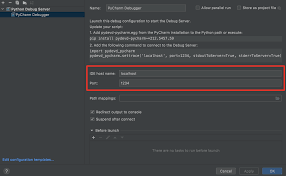 Python Debug Server
PyCharm Debugger
Name: PyCharm Debugger
Allow parallel run
Store as project file
Launch this debug configuration to start the Debug Server.
Update your script:
1. Add pydevd-pycharm.egg from the PyCharm installation to the Python path or execute:
pip install pydevd-pycharm
2. Add the following command to connect to the Debug Server:
import pydevd_pycharm
pydevd_pycharm.settrace('localhost', port=1234, stdoutToServer=True, stderrToServer=True)
IDE host name: localhost
Port: 1234
Path mappings:
Redirect output to console
Suspend after connect
Before launch
There are no tasks to run before launch
Edit configuration templates...
Cancel
Apply
OK